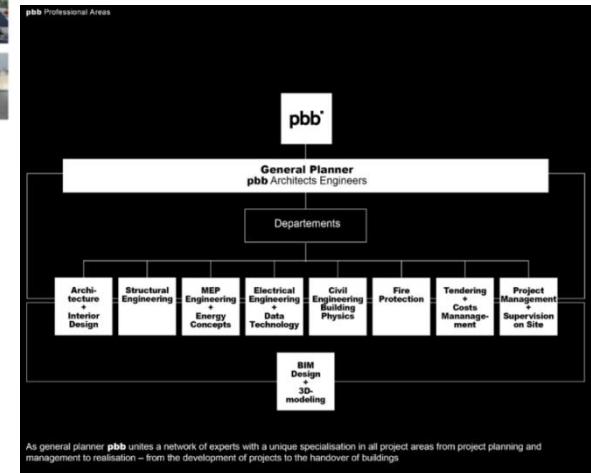 pbb Professional Areas
pbb
General Planner
pbb Architects Engineers
Departements
Archi-
tecture
+
Interior
Design
Structural
Engineering
MEP
Engineering
+
Energy
Concepts
Electrical
Engineering
+
Data
Technology
Civil
Engineering
Building
Physics
Fire
Protection
Tendering
+
Costs
Mananage-
ment
Project
Management
+
Supervision
on Site
BIM
Design
+
3D-
modeling
As general planner pbb unites a network of experts with a unique specialisation in all project areas from project planning and
management to realisation – from the development of projects to the handover of buildings